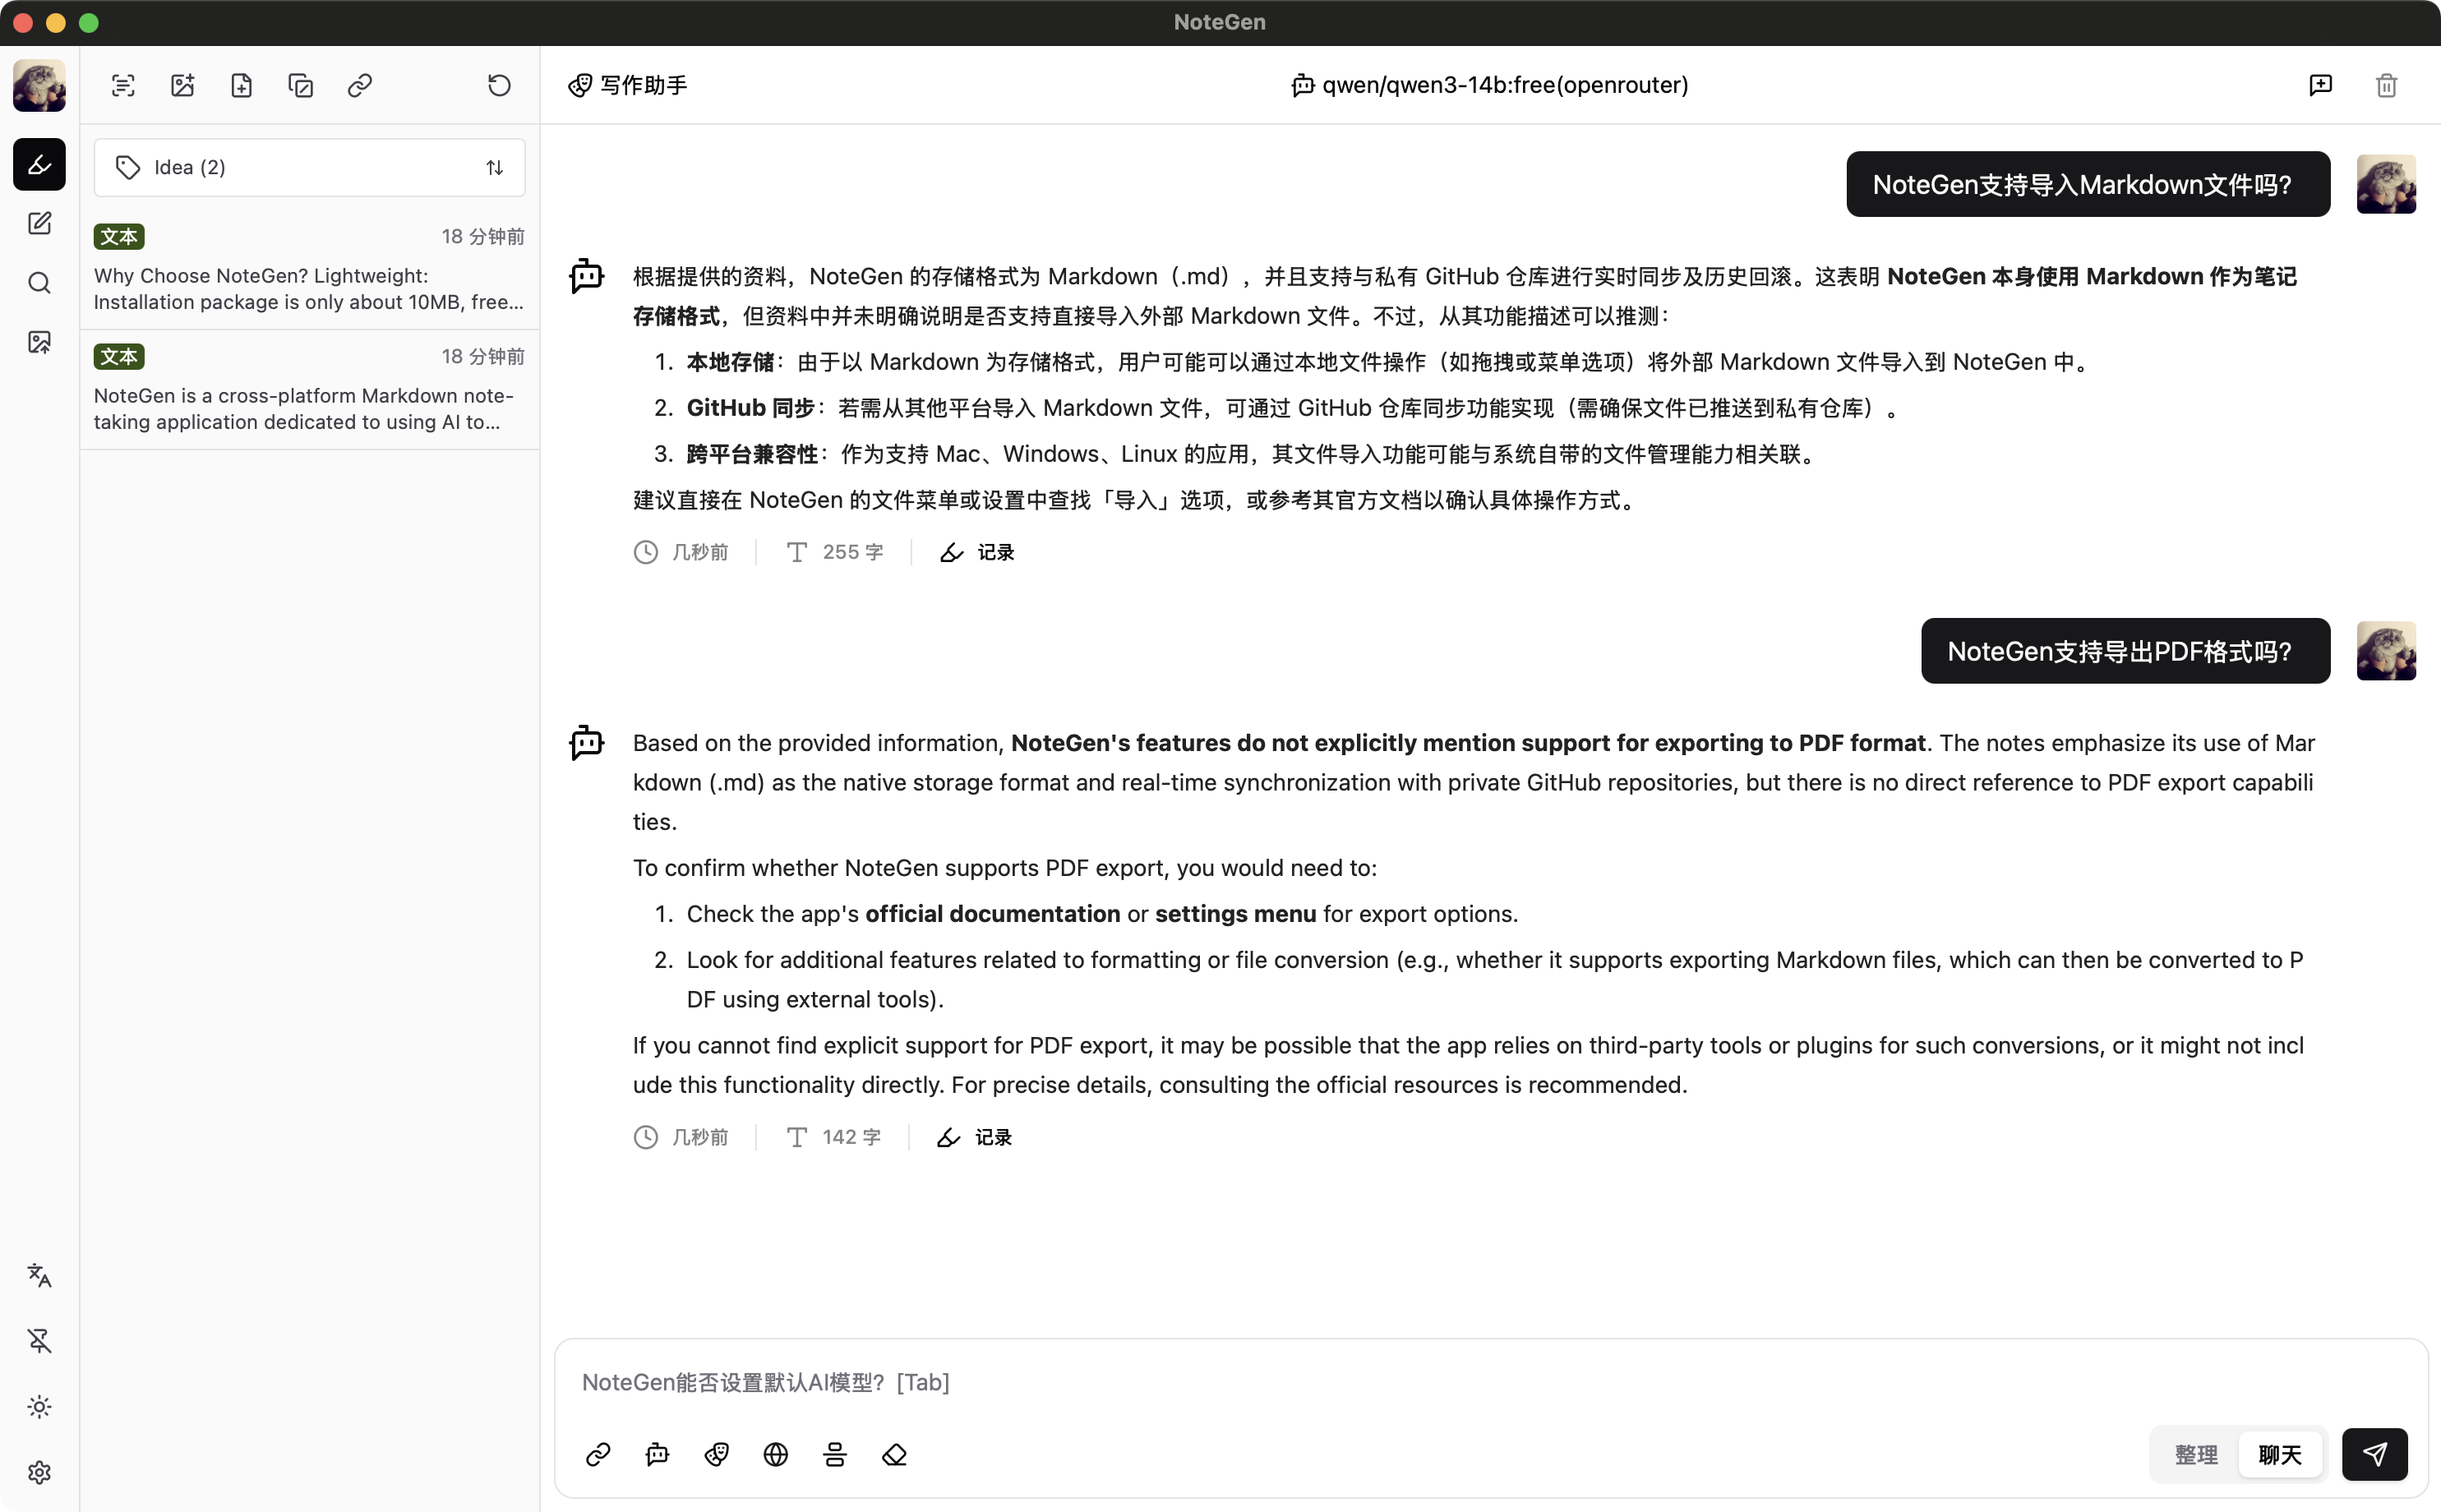 NoteGen
写作助手
qwen/qwen3-14b:free(openrouter)
Idea (2)
文本
18 分钟前
Why Choose NoteGen? Lightweight:
Installation package is only about 10MB, free...
文本
18 分钟前
NoteGen is a cross-platform Markdown note-
taking application dedicated to using AI to...
NoteGen支持导入Markdown文件吗？
根据提供的资料，NoteGen 的存储格式为 Markdown（.md），并且支持与私有 GitHub 仓库进行实时同步及历史回滚。这表明 NoteGen 本身使用 Markdown 作为笔记
存储格式，但资料中并未明确说明是否支持直接导入外部 Markdown 文件。不过，从其功能描述可以推测：
1. 本地存储：由于以 Markdown 为存储格式，用户可能可以通过本地文件操作（如拖拽或菜单选项）将外部 Markdown 文件导入到 NoteGen 中。
2. GitHub 同步：若需从其他平台导入 Markdown 文件，可通过 GitHub 仓库同步功能实现（需确保文件已推送到私有仓库）。
3. 跨平台兼容性：作为支持 Mac、Windows、Linux 的应用，其文件导入功能可能与系统自带的文件管理能力相关联。
建议直接在 NoteGen 的文件菜单或设置中查找「导入」选项，或参考其官方文档以确认具体操作方式。
几秒前
255 字
记录
NoteGen支持导出PDF格式吗？
Based on the provided information, NoteGen's features do not explicitly mention support for exporting to PDF format. The notes emphasize its use of Mar
kdown (.md) as the native storage format and real-time synchronization with private GitHub repositories, but there is no direct reference to PDF export capabili
ties.
To confirm whether NoteGen supports PDF export, you would need to:
1. Check the app's official documentation or settings menu for export options.
2. Look for additional features related to formatting or file conversion (e.g., whether it supports exporting Markdown files, which can then be converted to P
DF using external tools).
If you cannot find explicit support for PDF export, it may be possible that the app relies on third-party tools or plugins for such conversions, or it might not incl
ude this functionality directly. For precise details, consulting the official resources is recommended.
几秒前
142 字
记录
NoteGen能否设置默认AI模型？ [Tab]
整理
聊天